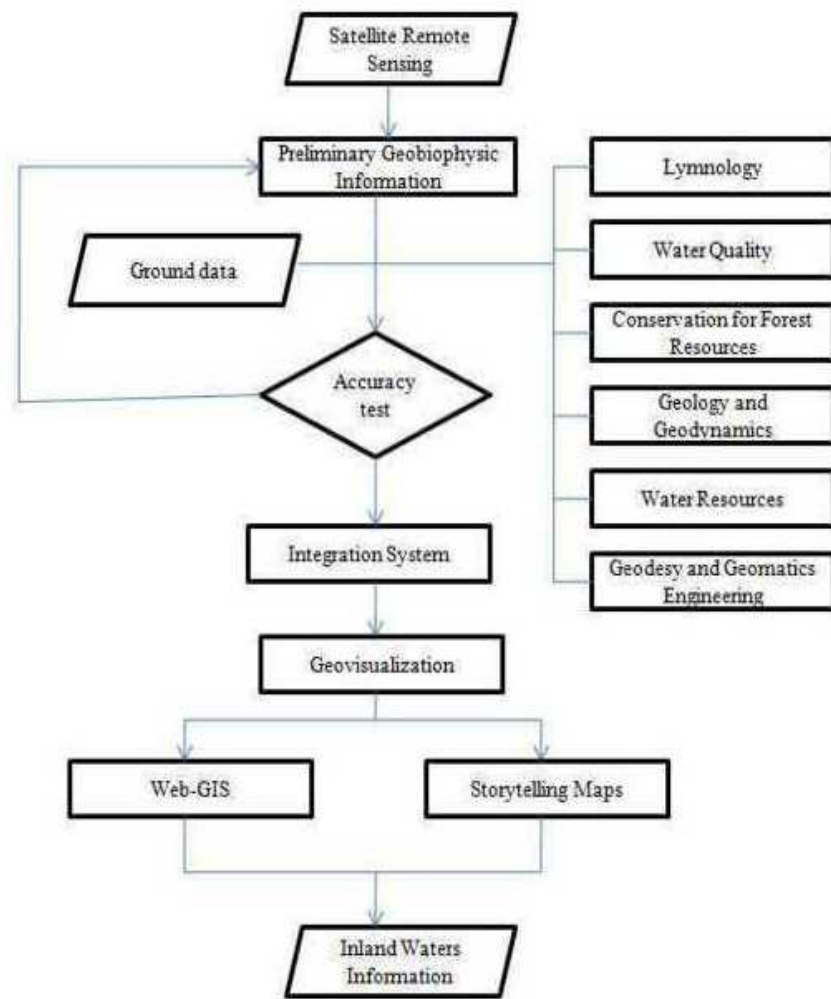 Satellite Remote
Sensing
Preliminary Geobiophysic
Information
Lymnology
Ground data
Water Quality
Conservation for Forest
Resources
Accuracy
test
Geology and
Geodynamics
Water Resources
Integration System
Geodesy and Geomatics
Engineering
Geovisualization
Web-GIS
Storytelling Maps
Inland Waters
Information